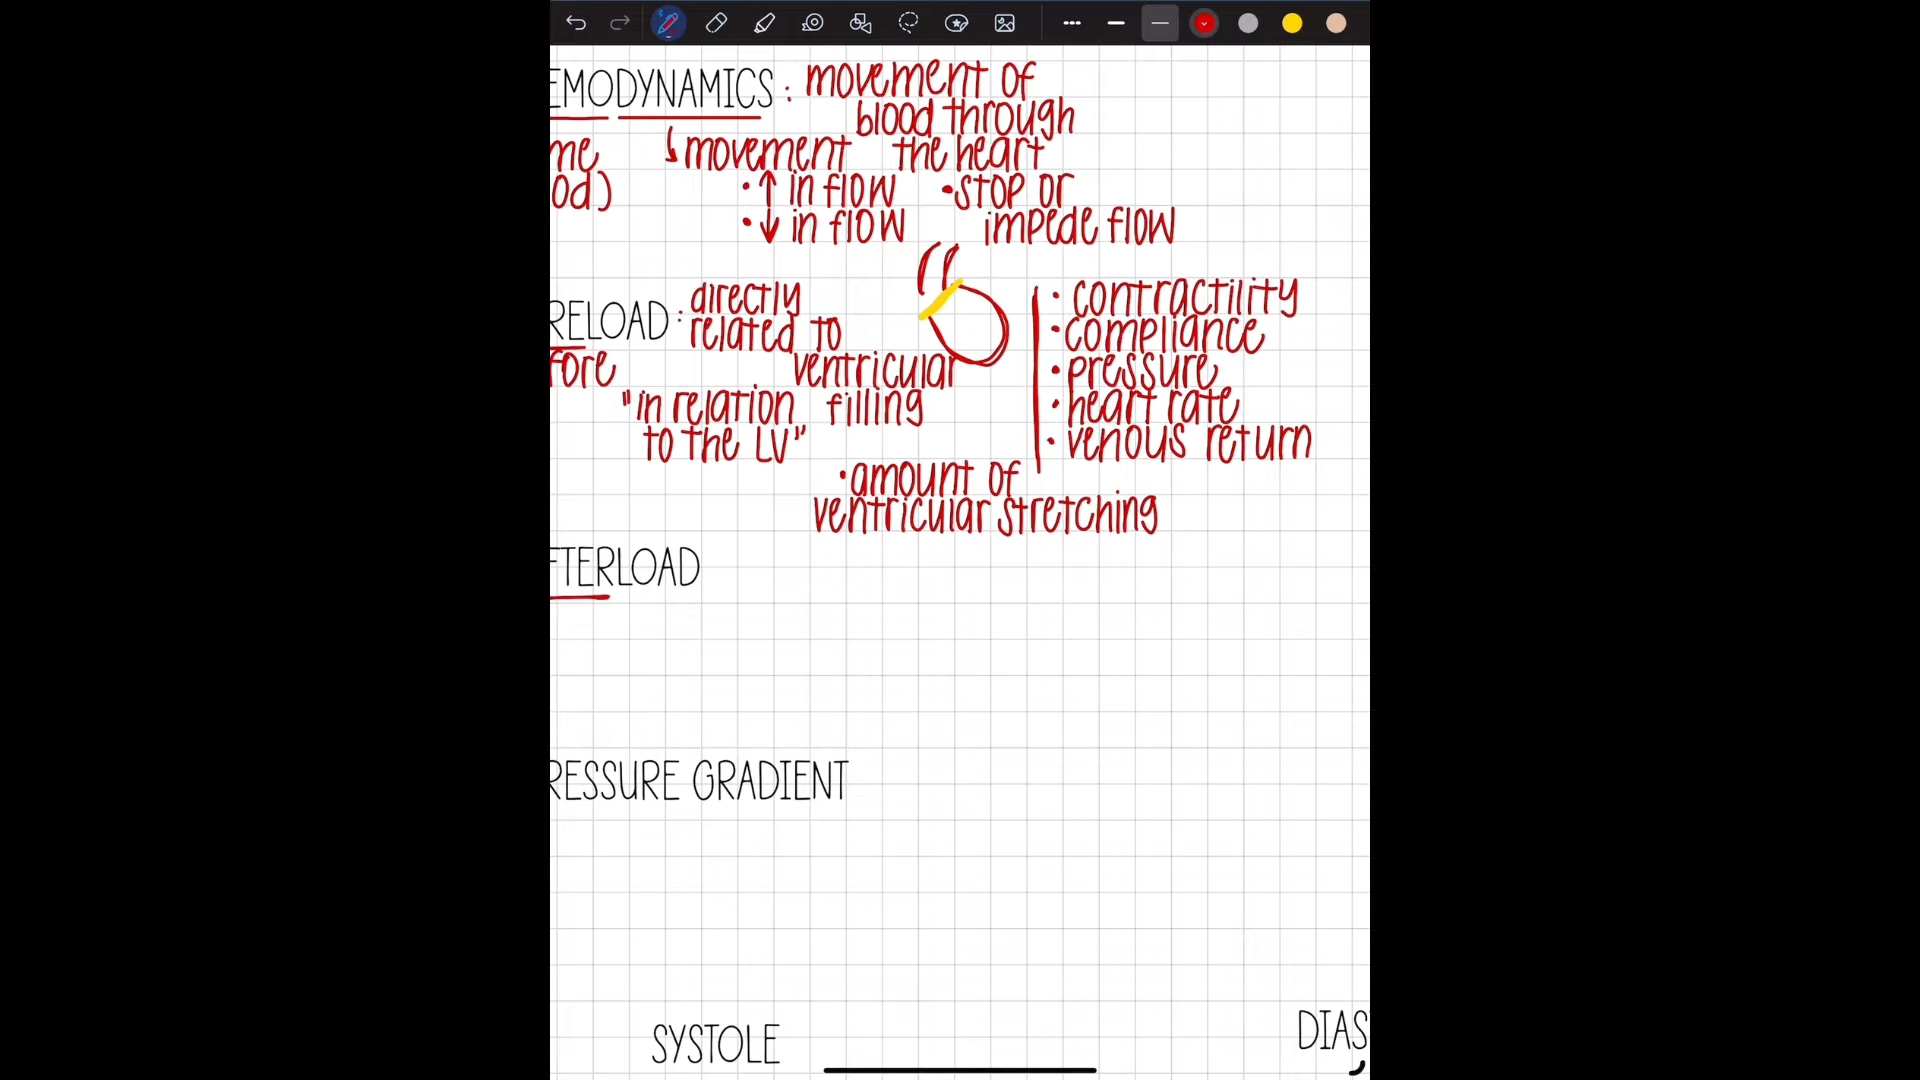 EMODYNAMICS : movement of
blood through
me ↳ movement the heart
od) • ↑ in flow • stop or
• ↓ in flow impede flow
RELOAD : directly
related to
fore ventricular
"in relation filling
to the LV"
• contractility
• compliance
• pressure
• heart rate
• venous return
• amount of
ventricular stretching
FTERLOAD
RESSURE GRADIENT
SYSTOLE
DIAS